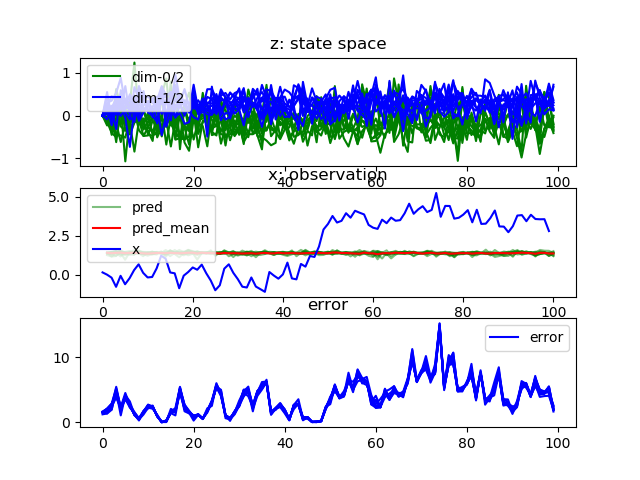 z: state space
1
0
−1
dim-0/2
dim-1/2
0 20 40 60 80 100
x: observation
5.0
2.5
0.0
pred
pred_mean
x
0 20 40 60 80 100
error
10
0
error
0 20 40 60 80 100